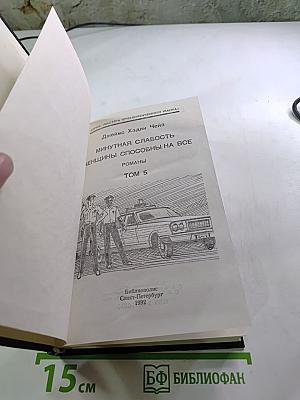 Джеймс Хэдли Чейз
МИНУТНАЯ СЛАБОСТЬ
ЕНЩИНЫ СПОСОБНЫ НА ВСЕ
РОМАНЫ
ТОМ 5
Библиополис
Санкт-Петербург
1992
15 см
БФ БИБЛИОФАН